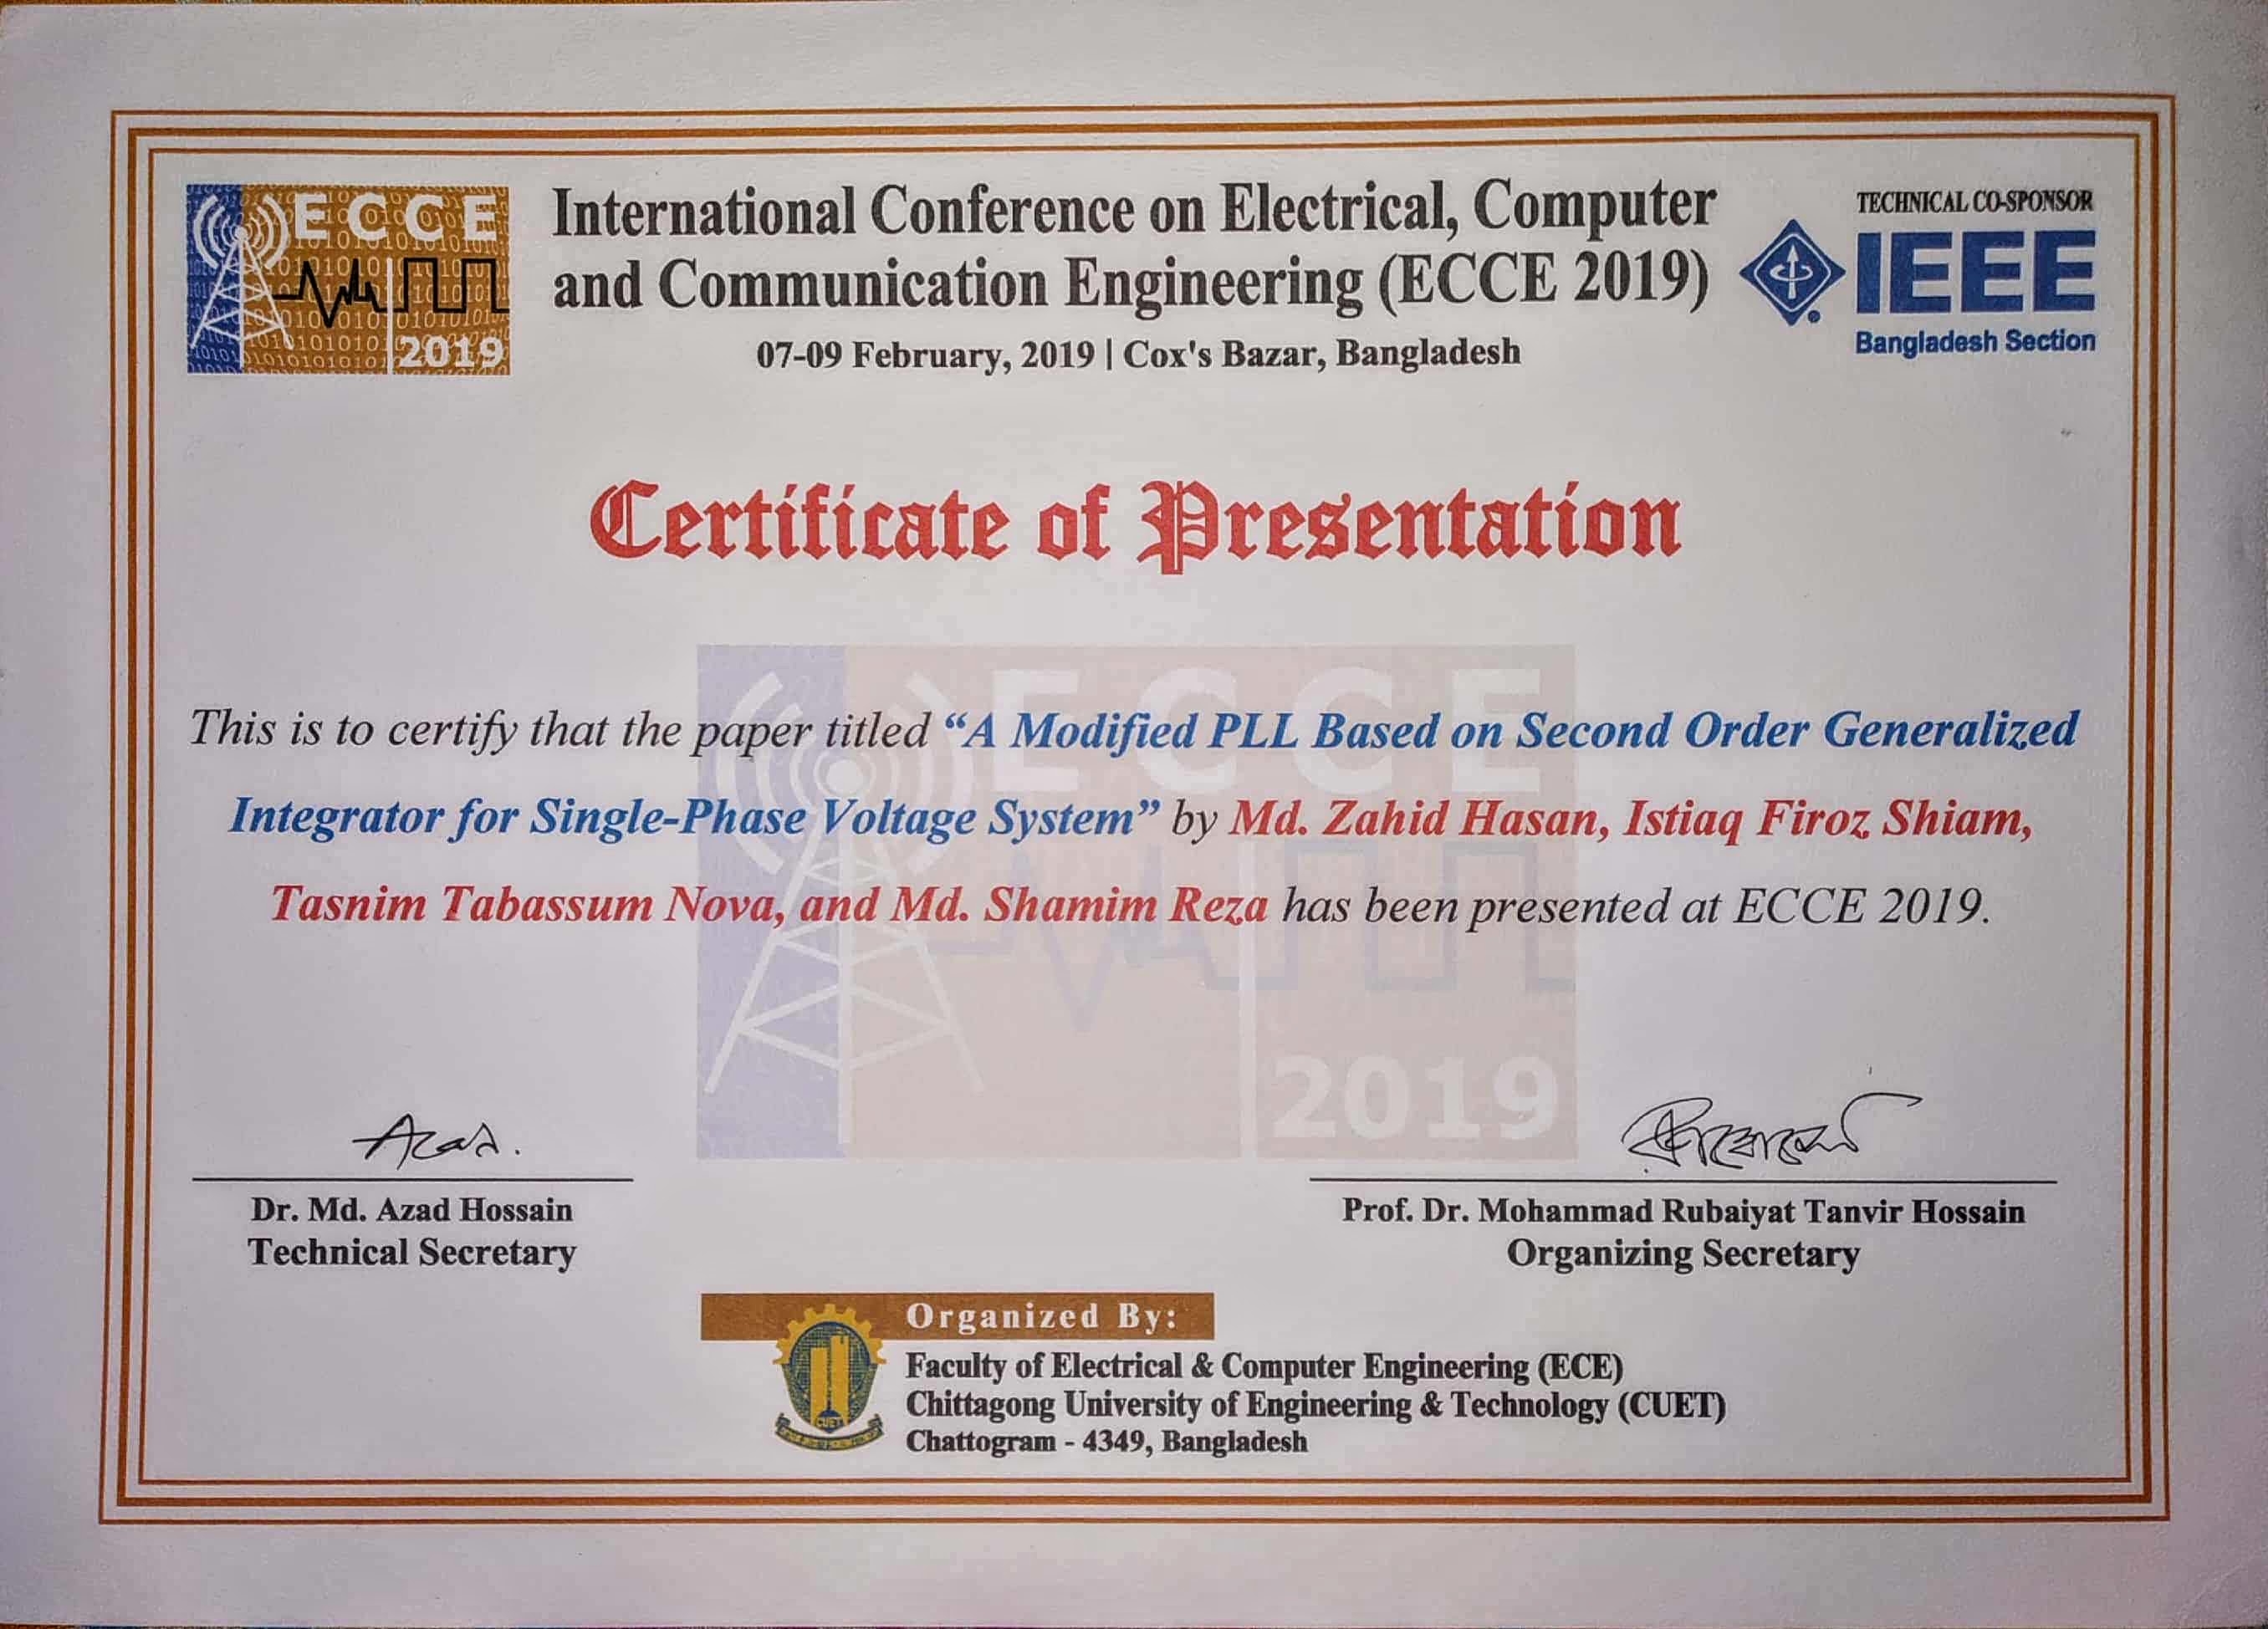 ECCE
2019
International Conference on Electrical, Computer
and Communication Engineering (ECCE 2019)
07-09 February, 2019 | Cox's Bazar, Bangladesh
TECHNICAL CO-SPONSOR
IEEE
Bangladesh Section
Certificate of Presentation
This is to certify that the paper titled “A Modified PLL Based on Second Order Generalized
Integrator for Single-Phase Voltage System” by Md. Zahid Hasan, Istiaq Firoz Shiam,
Tasnim Tabassum Nova, and Md. Shamim Reza has been presented at ECCE 2019.
ECCE
2019
Azad.
Dr. Md. Azad Hossain
Technical Secretary
Prof. Dr. Mohammad Rubaiyat Tanvir Hossain
Organizing Secretary
Organized By:
CUET
Faculty of Electrical & Computer Engineering (ECE)
Chittagong University of Engineering & Technology (CUET)
Chattogram - 4349, Bangladesh